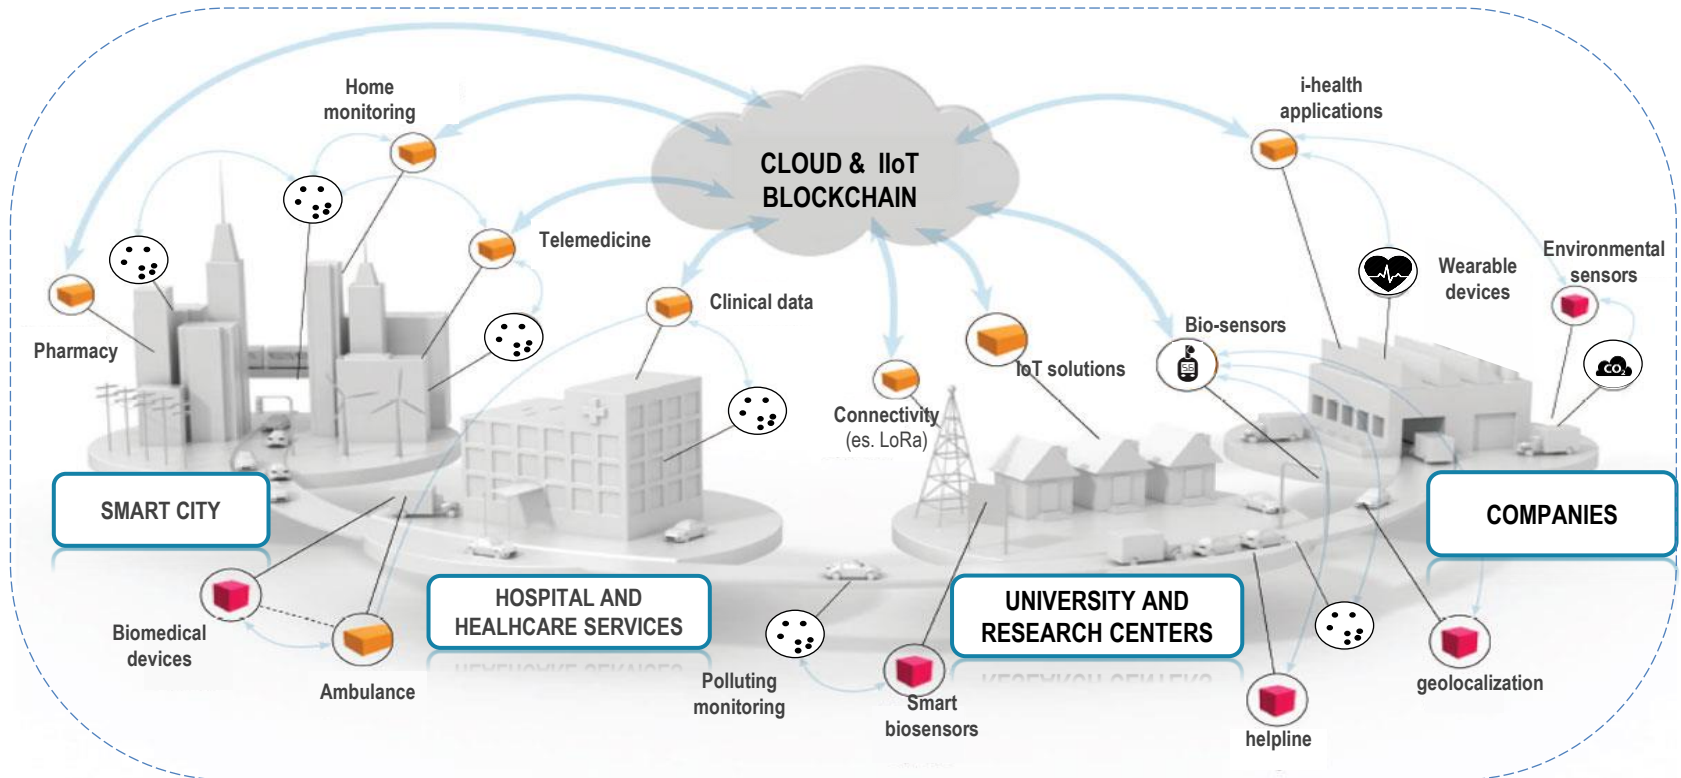 Home
monitoring
i-health
applications
CLOUD & IIoT
BLOCKCHAIN
Telemedicine
Environmental
sensors
Wearable
devices
Clinical data
Pharmacy
Bio-sensors
IoT solutions
CO₂
Connectivity
(es. LoRa)
SMART CITY
COMPANIES
HOSPITAL AND
HEALHCARE SERVICES
UNIVERSITY AND
RESEARCH CENTERS
Biomedical
devices
Ambulance
Polluting
monitoring
Smart
biosensors
geolocalization
helpline